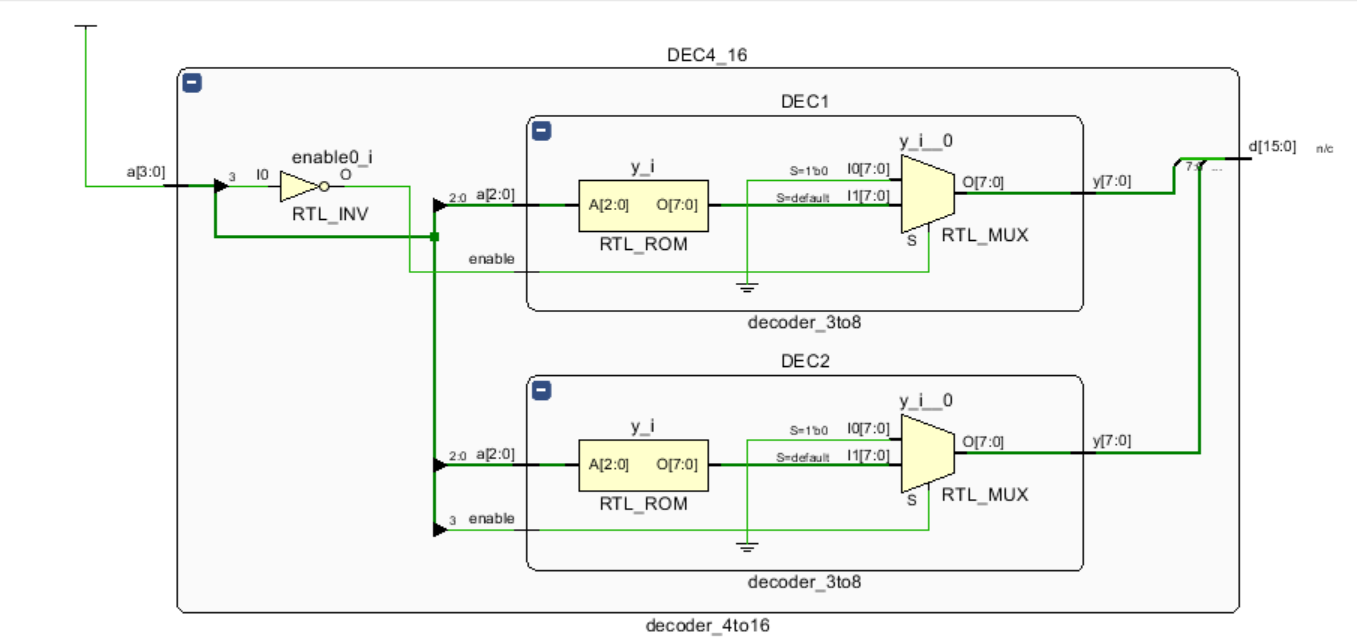 DEC4_16
DEC1
a[3:0]
3
I0
enable0_i
O
RTL_INV
2:0
a[2:0]
y_i
A[2:0]
O[7:0]
RTL_ROM
S=1'b0
I0[7:0]
S=default
I1[7:0]
y_i__0
O[7:0]
S
RTL_MUX
y[7:0]
7:0
...
d[15:0]
n/c
enable
decoder_3to8
DEC2
2:0
a[2:0]
y_i
A[2:0]
O[7:0]
RTL_ROM
S=1'b0
I0[7:0]
S=default
I1[7:0]
y_i__0
O[7:0]
S
RTL_MUX
y[7:0]
3
enable
decoder_3to8
decoder_4to16